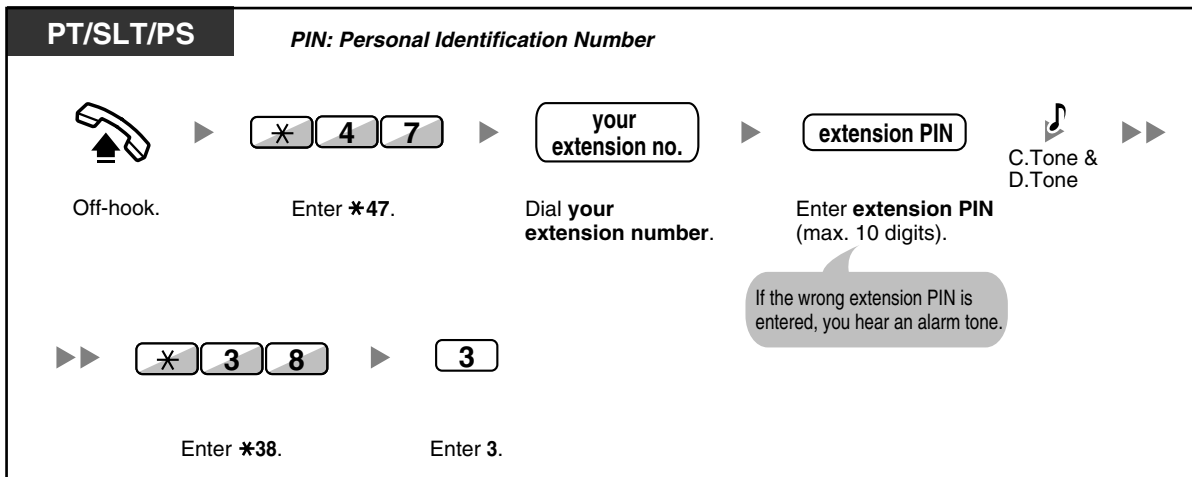 PT/SLT/PS
PIN: Personal Identification Number
* 4 7
your
extension no.
extension PIN
C.Tone &
D.Tone
Off-hook.
Enter *47.
Dial your
extension number.
Enter extension PIN
(max. 10 digits).
If the wrong extension PIN is
entered, you hear an alarm tone.
* 3 8
3
Enter *38.
Enter 3.